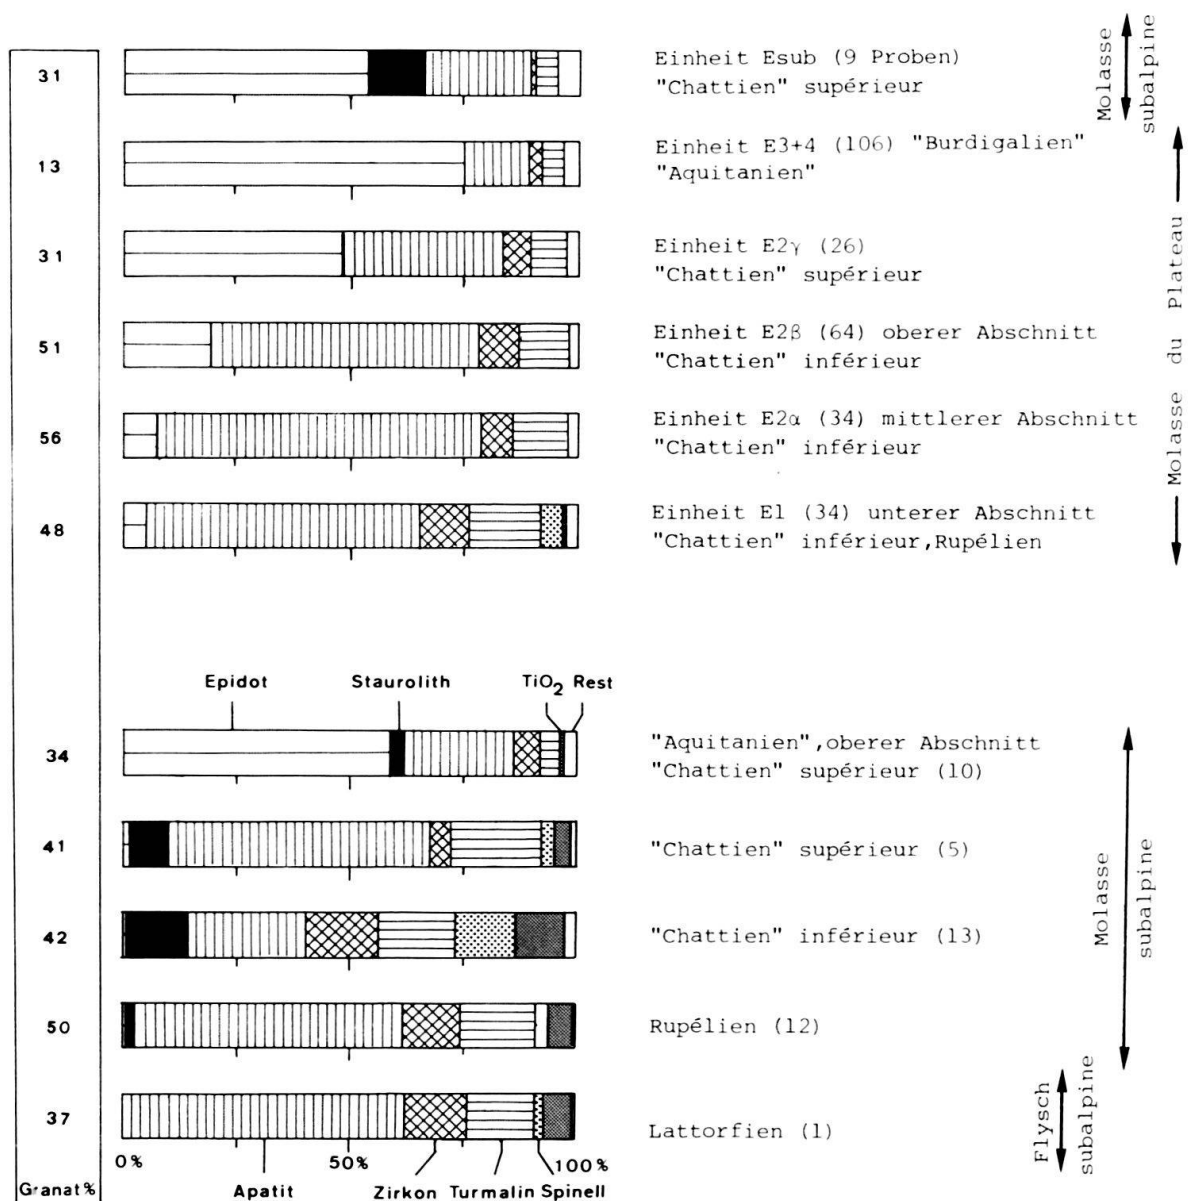 31
Einheit Esub (9 Proben)
"Chattien" supérieur
Molasse
subalpine
13
Einheit E3+4 (106) "Burdigalien"
"Aquitanien"
31
Einheit E2γ (26)
"Chattien" supérieur
51
Einheit E2β (64) oberer Abschnitt
"Chattien" inférieur
56
Einheit E2α (34) mittlerer Abschnitt
"Chattien" inférieur
48
Einheit E1 (34) unterer Abschnitt
"Chattien" inférieur,Rupélien
Molasse du Plateau
Epidot Staurolith TiO2 Rest
34
"Aquitanien",oberer Abschnitt
"Chattien" supérieur (10)
41
"Chattien" supérieur (5)
42
"Chattien" inférieur (13)
Molasse
subalpine
50
Rupélien (12)
37
Lattorfien (1)
Flysch
subalpine
0% 50% 100%
Granat% Apatit Zirkon Turmalin Spinell